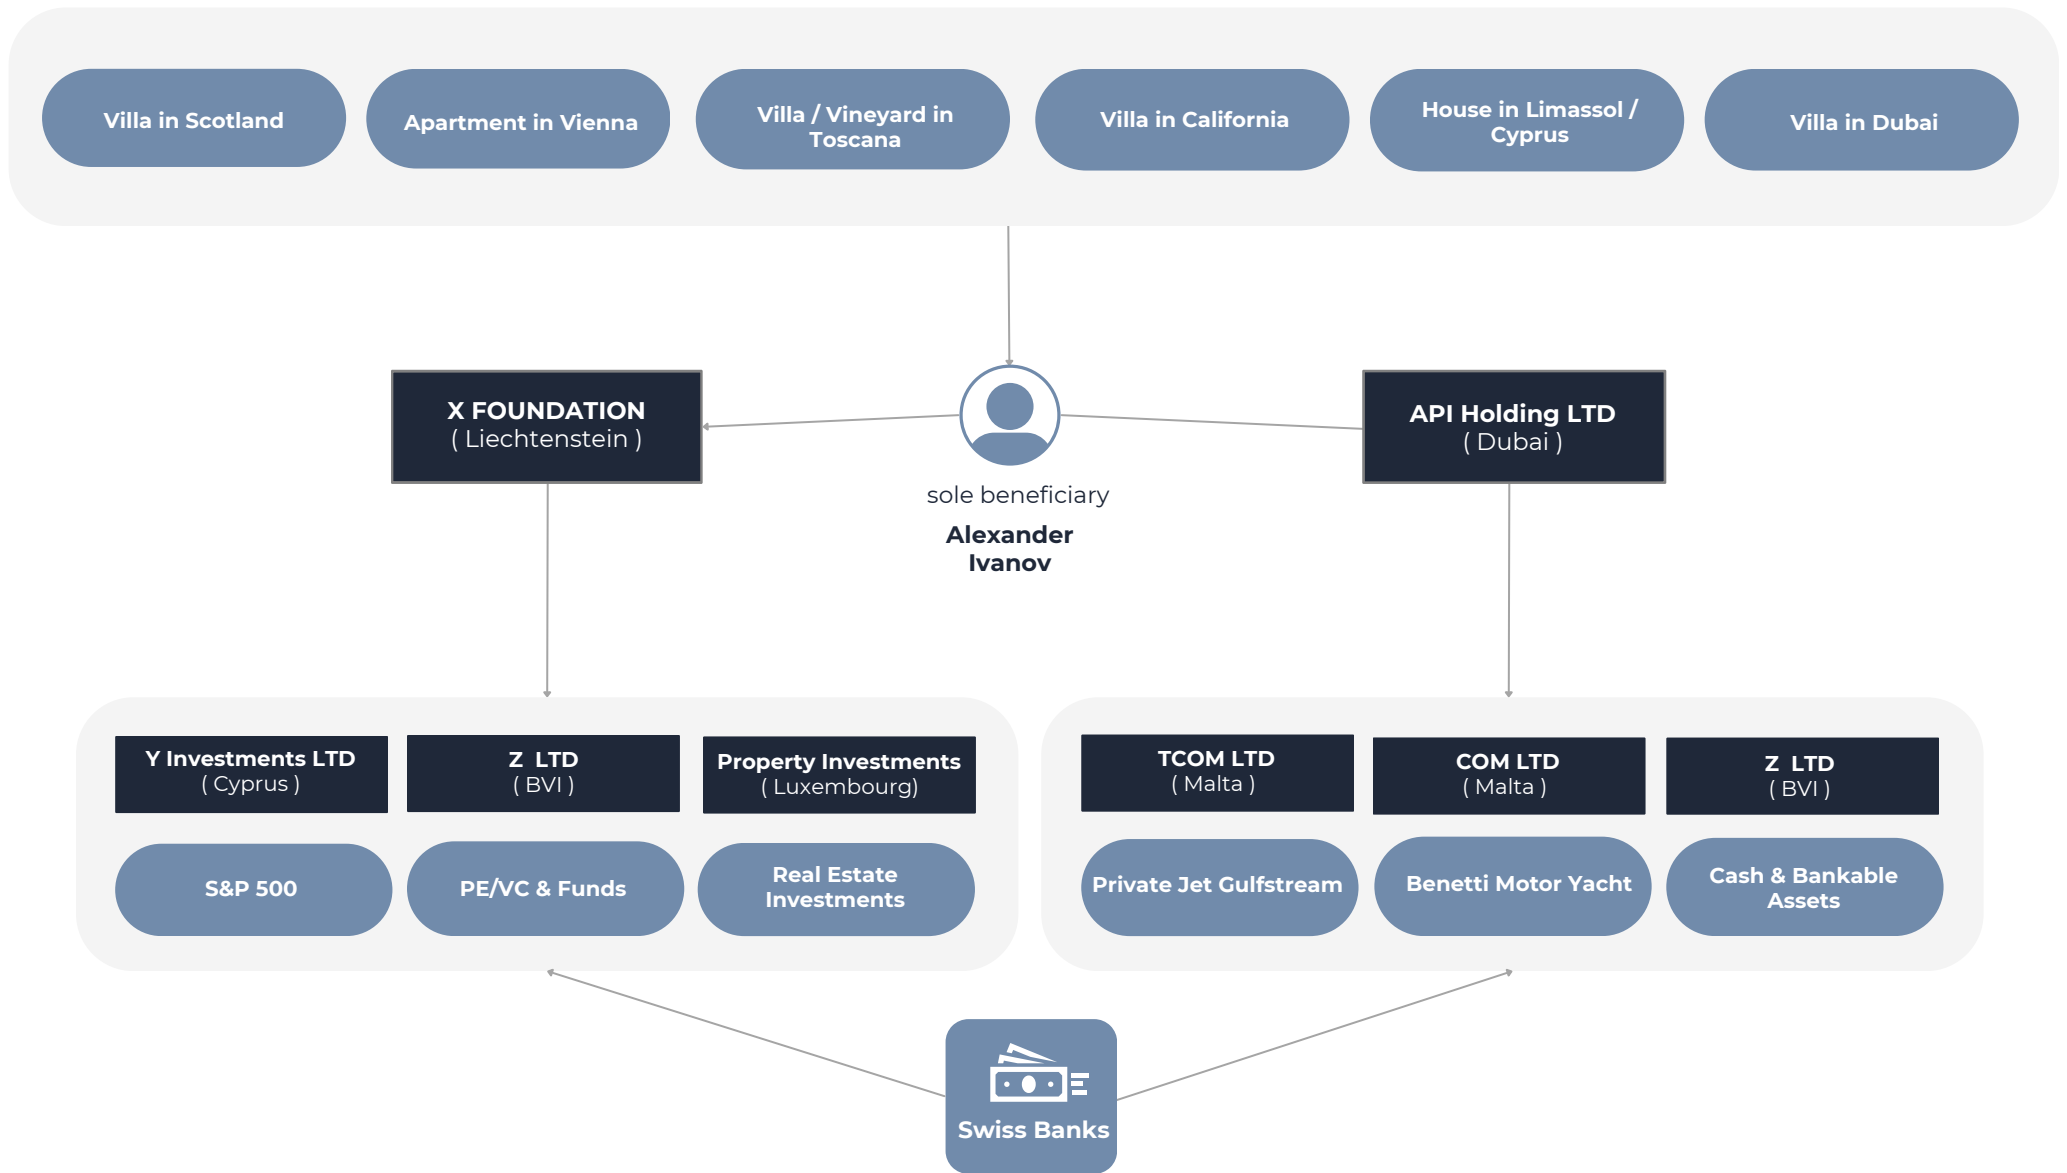 Villa in Scotland
Apartment in Vienna
Villa / Vineyard in
Toscana
Villa in California
House in Limassol /
Cyprus
Villa in Dubai
X FOUNDATION
( Liechtenstein )
sole beneficiary
Alexander
Ivanov
API Holding LTD
( Dubai )
Y Investments LTD
( Cyprus )
Z  LTD
( BVI )
Property Investments
( Luxembourg)
S&P 500
PE/VC & Funds
Real Estate
Investments
TCOM LTD
( Malta )
COM LTD
( Malta )
Z  LTD
( BVI )
Private Jet Gulfstream
Benetti Motor Yacht
Cash & Bankable
Assets
Swiss Banks